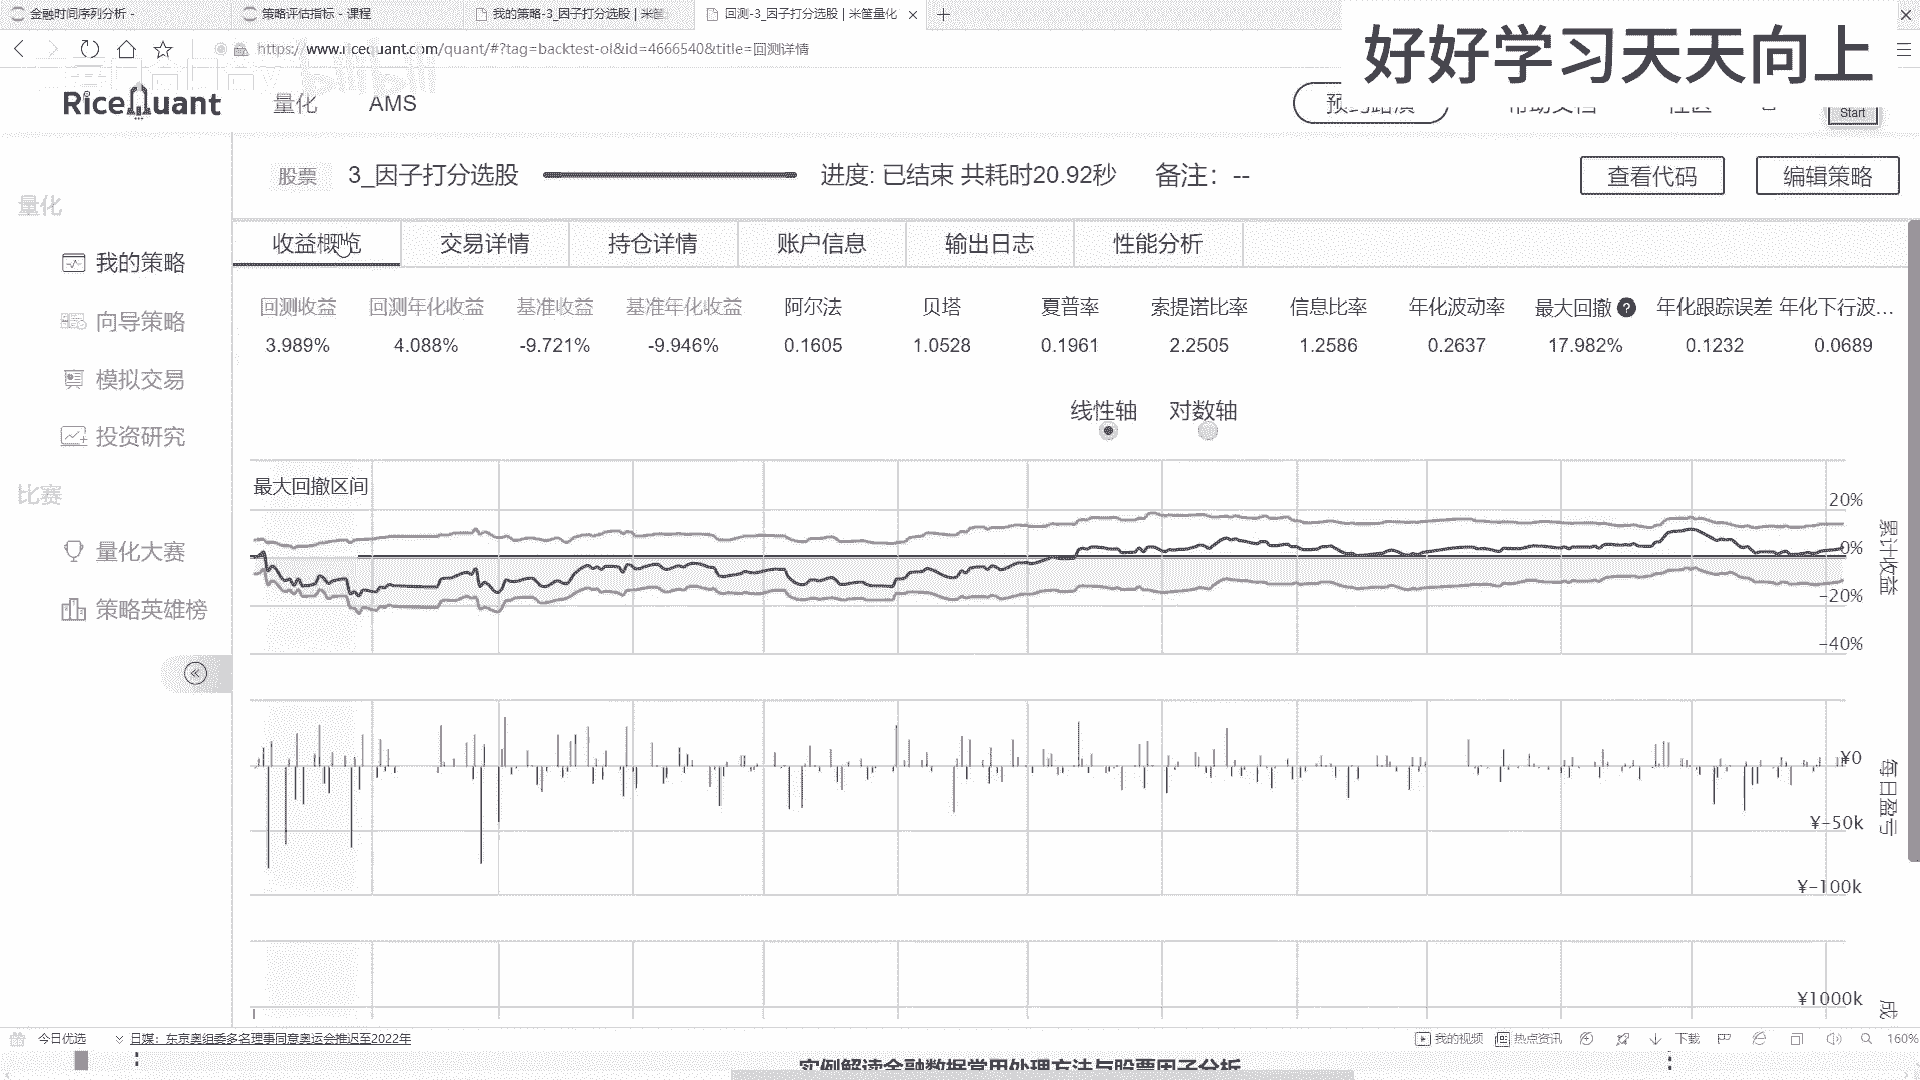 金融时间序列分析 -
策略评估指标 - 课程
我的策略-3_因子打分选股 | 米筐
回测-3_因子打分选股 | 米筐量化
https://www.ricequant.com/quant/#?tag=backtest-ol&id=4666540&title=回测详情
好好学习天天向上
RiceQuant
量化
AMS
Start
股票
3_因子打分选股
进度: 已结束 共耗时20.92秒
备注：--
查看代码
编辑策略
量化
我的策略
向导策略
模拟交易
投资研究
比赛
量化大赛
策略英雄榜
收益概览
交易详情
持仓详情
账户信息
输出日志
性能分析
回测收益 回测年化收益 基准收益 基准年化收益 阿尔法 贝塔 夏普率 索提诺比率 信息比率 年化波动率 最大回撤 ? 年化跟踪误差 年化下行波...
3.989% 4.088% -9.721% -9.946% 0.1605 1.0528 0.1961 2.2505 1.2586 0.2637 17.982% 0.1232 0.0689
线性轴 对数轴
最大回撤区间
20%
0%
-20%
-40%
累计收益
¥0
¥-50k
¥-100k
每日盈亏
¥1000k
成
今日优选
日媒：东京奥组委多名理事同意奥运会推迟至2022年
我的视频
热点资讯
下载
160%
实例解读金融数据常用处理方法与股票因子分析